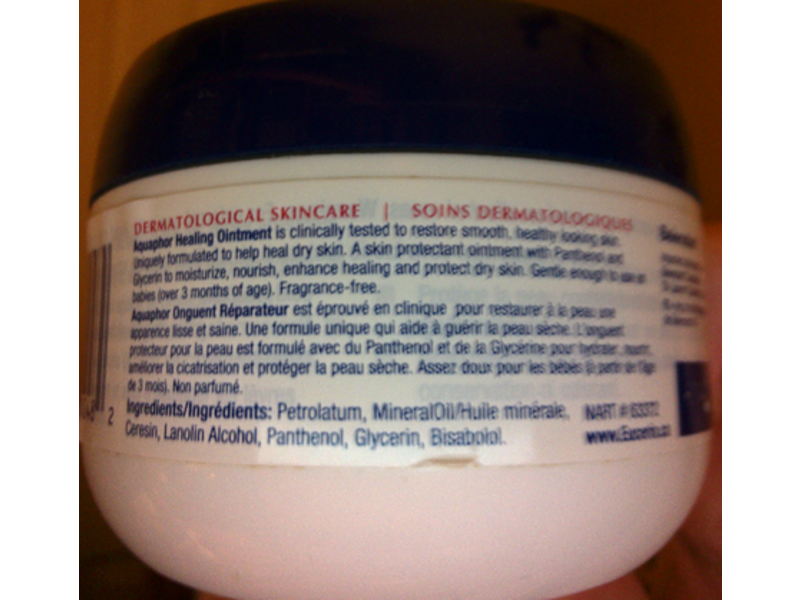 DERMATOLOGICAL SKINCARE | SOINS DERMATOLOGIQUES
Aquaphor Healing Ointment is clinically tested to restore smooth, healthy looking skin.
Uniquely formulated to help heal dry skin. A skin protectant ointment with Panthenol and
Glycerin to moisturize, nourish, enhance healing and protect dry skin. Gentle enough to use on
babies (over 3 months of age). Fragrance-free.
Aquaphor Onguent Réparateur est éprouvé en clinique pour restaurer à la peau une
apparence lisse et saine. Une formule unique qui aide à guérir la peau sèche. L'onguent
protecteur pour la peau est formulé avec du Panthenol et de la Glycérine pour hydrater, nourrir,
améliorer la cicatrisation et protéger la peau sèche. Assez doux pour les bébés (à partir de l'âge
de 3 mois). Non parfumé.
Ingredients/Ingrédients: Petrolatum, MineralOil/Huile minérale,
Ceresin, Lanolin Alcohol, Panthenol, Glycerin, Bisabolol.
NART #
2